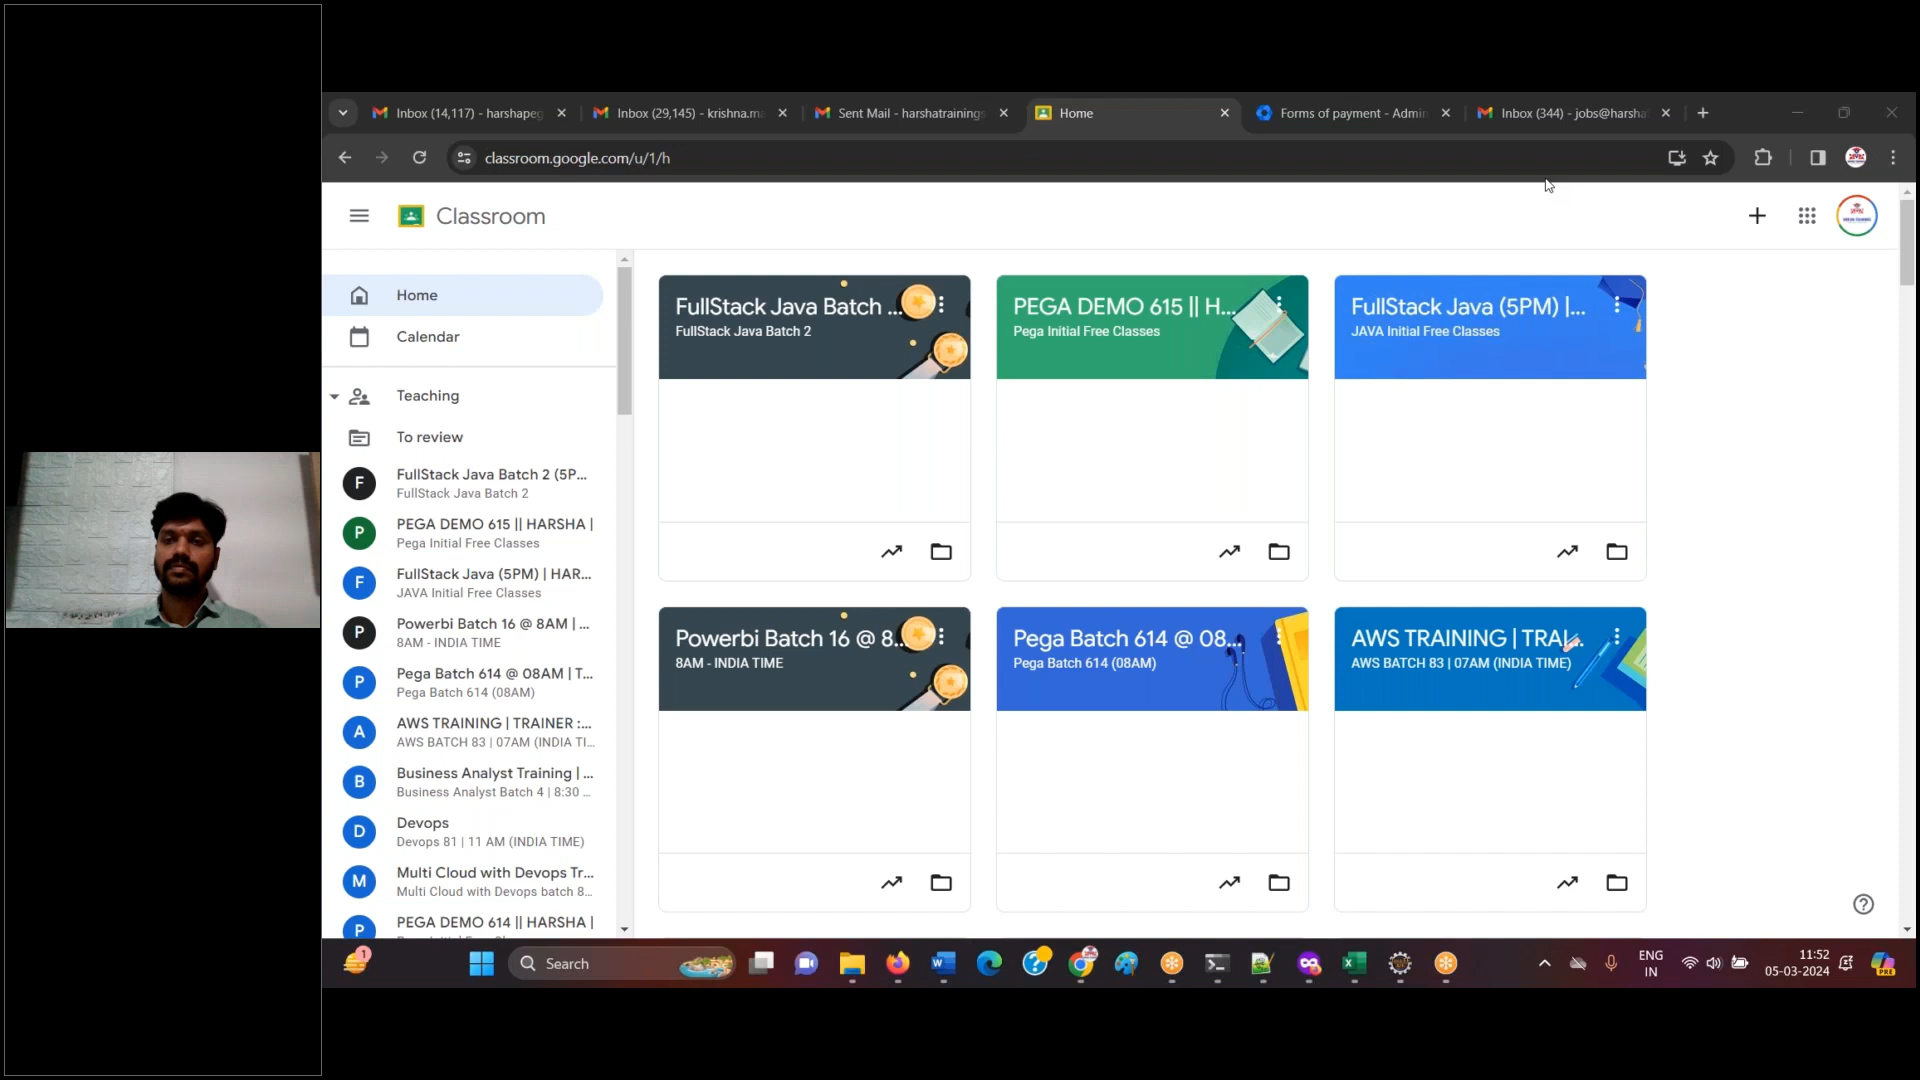 Inbox (14,117) - harshapeg
Inbox (29,145) - krishna.ma
Sent Mail - harshatrainings
Home
Forms of payment - Admin
Inbox (344) - jobs@harsha
classroom.google.com/u/1/h
Classroom
Home
Calendar
Teaching
To review
F
FullStack Java Batch 2 (5P...
FullStack Java Batch 2
P
PEGA DEMO 615 || HARSHA |
Pega Initial Free Classes
F
FullStack Java (5PM) | HAR...
JAVA Initial Free Classes
P
Powerbi Batch 16 @ 8AM | ...
8AM - INDIA TIME
P
Pega Batch 614 @ 08AM | T...
Pega Batch 614 (08AM)
A
AWS TRAINING | TRAINER :...
AWS BATCH 83 | 07AM (INDIA TI...
B
Business Analyst Training | ...
Business Analyst Batch 4 | 8:30 ...
D
Devops
Devops 81 | 11 AM (INDIA TIME)
M
Multi Cloud with Devops Tr...
Multi Cloud with Devops batch 8...
P
PEGA DEMO 614 || HARSHA |
FullStack Java Batch ...
FullStack Java Batch 2
PEGA DEMO 615 || H...
Pega Initial Free Classes
FullStack Java (5PM) |...
JAVA Initial Free Classes
Powerbi Batch 16 @ 8...
8AM - INDIA TIME
Pega Batch 614 @ 08...
Pega Batch 614 (08AM)
AWS TRAINING | TRAI...
AWS BATCH 83 | 07AM (INDIA TIME)
1
Search
ENG
IN
11:52
05-03-2024
PRE